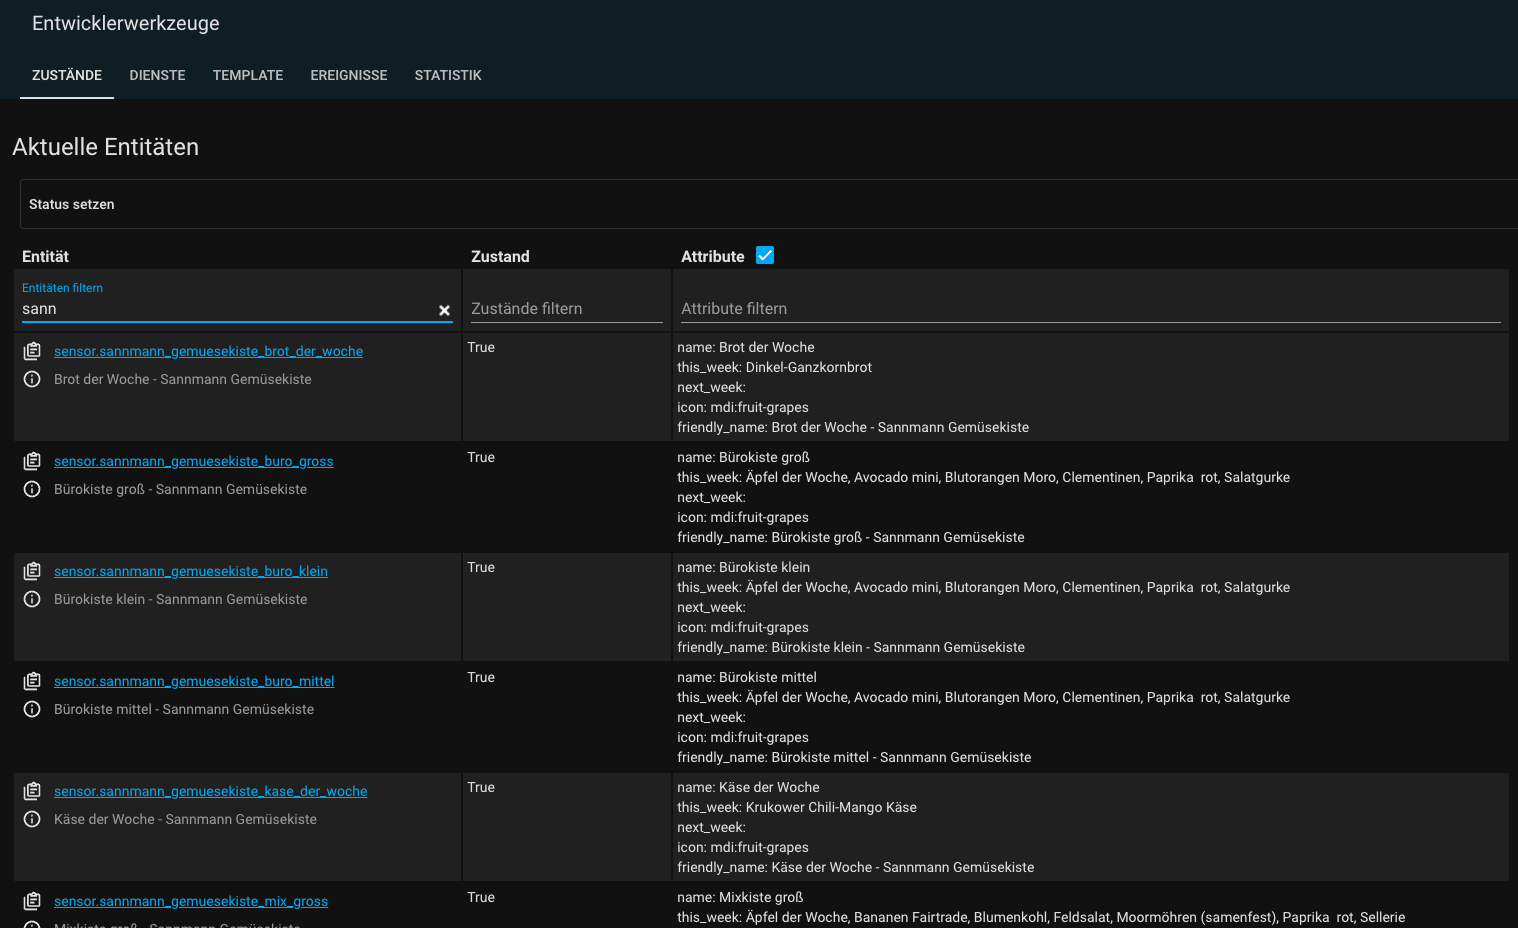 Entwicklerwerkzeuge
ZUSTÄNDE DIENSTE TEMPLATE EREIGNISSE STATISTIK
Aktuelle Entitäten
Status setzen
Entität Zustand Attribute
Entitäten filtern
sann Zustände filtern Attribute filtern
sensor.sannmann_gemuesekiste_brot_der_woche
Brot der Woche - Sannmann Gemüsekiste
True
name: Brot der Woche
this_week: Dinkel-Ganzkornbrot
next_week:
icon: mdi:fruit-grapes
friendly_name: Brot der Woche - Sannmann Gemüsekiste
sensor.sannmann_gemuesekiste_buro_gross
Bürokiste groß - Sannmann Gemüsekiste
True
name: Bürokiste groß
this_week: Äpfel der Woche, Avocado mini, Blutorangen Moro, Clementinen, Paprika  rot, Salatgurke
next_week:
icon: mdi:fruit-grapes
friendly_name: Bürokiste groß - Sannmann Gemüsekiste
sensor.sannmann_gemuesekiste_buro_klein
Bürokiste klein - Sannmann Gemüsekiste
True
name: Bürokiste klein
this_week: Äpfel der Woche, Avocado mini, Blutorangen Moro, Clementinen, Paprika  rot, Salatgurke
next_week:
icon: mdi:fruit-grapes
friendly_name: Bürokiste klein - Sannmann Gemüsekiste
sensor.sannmann_gemuesekiste_buro_mittel
Bürokiste mittel - Sannmann Gemüsekiste
True
name: Bürokiste mittel
this_week: Äpfel der Woche, Avocado mini, Blutorangen Moro, Clementinen, Paprika  rot, Salatgurke
next_week:
icon: mdi:fruit-grapes
friendly_name: Bürokiste mittel - Sannmann Gemüsekiste
sensor.sannmann_gemuesekiste_kase_der_woche
Käse der Woche - Sannmann Gemüsekiste
True
name: Käse der Woche
this_week: Krukower Chili-Mango Käse
next_week:
icon: mdi:fruit-grapes
friendly_name: Käse der Woche - Sannmann Gemüsekiste
sensor.sannmann_gemuesekiste_mix_gross
Mixkiste groß - Sannmann Gemüsekiste
True
name: Mixkiste groß
this_week: Äpfel der Woche, Bananen Fairtrade, Blumenkohl, Feldsalat, Moormöhren (samenfest), Paprika  rot, Sellerie